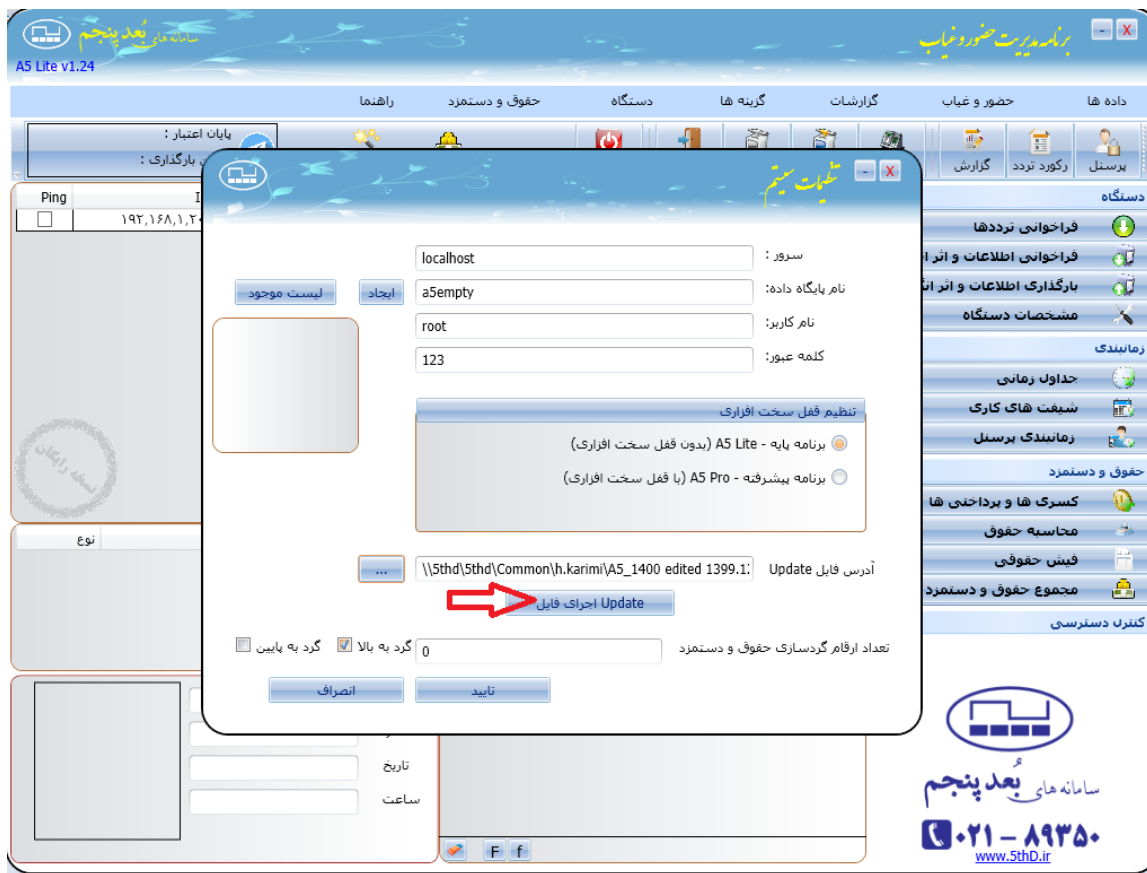 سامانه های بُعد پنجم
A5 Lite v1.24
برنامه مدیریت حضور و غیاب
- X
داده ها
حضور و غیاب
گزارشات
گزینه ها
دستگاه
حقوق و دستمزد
راهنما
پرسنل
رکورد تردد
گزارش
پایان اعتبار :
بارگذاری :
Ping
I
۱۹۲,۱۶۸,۱,۲۰
نسخه رایگان
نوع
تنظیمات سیستم
- X
سرور :
localhost
نام پایگاه داده:
a5empty
ایجاد
لیست موجود
نام کاربر:
root
کلمه عبور:
123
تنظیم قفل سخت افزاری
برنامه پایه - A5 Lite (بدون قفل سخت افزاری)
برنامه پیشرفته - A5 Pro (با قفل سخت افزاری)
آدرس فایل Update
\\5thd\5thd\Common\h.karimi\A5_1400 edited 1399.12
...
Update اجرای فایل
تعداد ارقام گردسازی حقوق و دستمزد
0
گرد به بالا
گرد به پایین
تایید
انصراف
دستگاه
فراخوانی ترددها
فراخوانی اطلاعات و اثر ا
بارگذاری اطلاعات و اثر انگ
مشخصات دستگاه
زمانبندی
جداول زمانی
شیفت های کاری
زمانبندی پرسنل
حقوق و دستمزد
کسری ها و پرداختی ها
محاسبه حقوق
فیش حقوقی
مجموع حقوق و دستمزد
کنترل دسترسی
تاریخ
ساعت
F f
سامانه های بُعد پنجم
۰۲۱ – ۸۹۳۵۰
www.5thD.ir